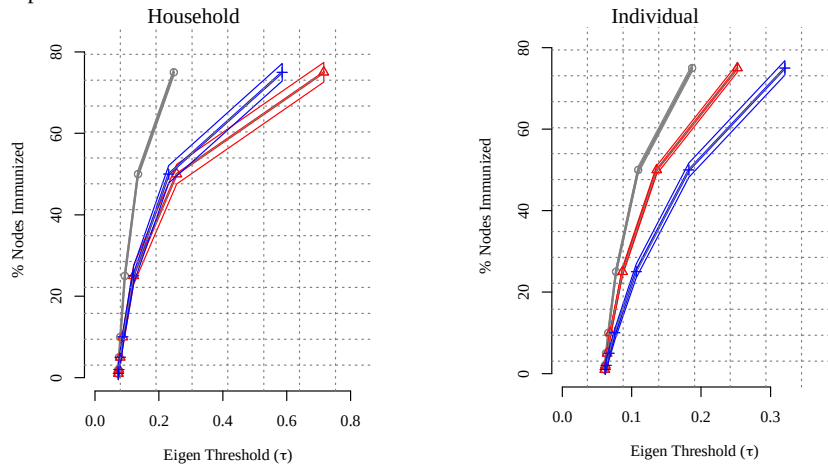 Household
Individual
% Nodes Immunized
80
60
40
20
0
0.0 0.2 0.4 0.6 0.8
Eigen Threshold (τ)
% Nodes Immunized
80
60
40
20
0
0.0 0.1 0.2 0.3
Eigen Threshold (τ)